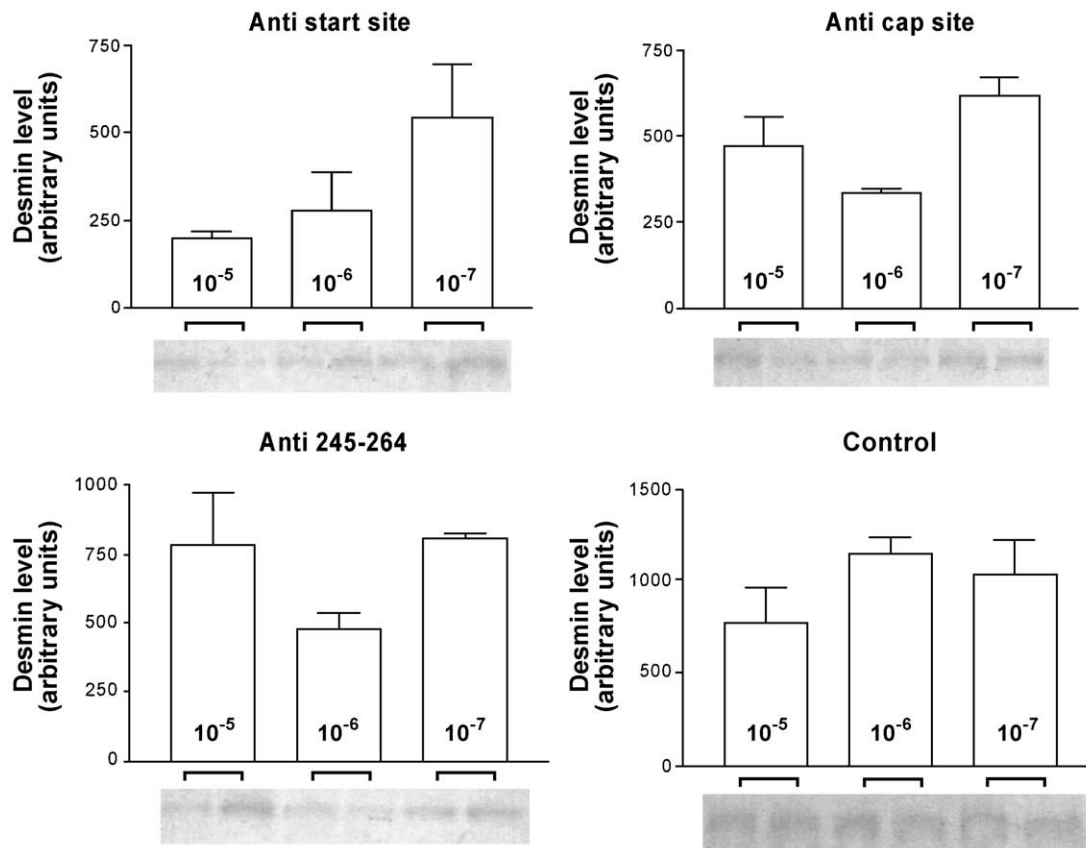 Anti start site
Desmin level
(arbitrary units)
750
500
250
0
10⁻⁵
10⁻⁶
10⁻⁷
Anti cap site
Desmin level
(arbitrary units)
750
500
250
0
10⁻⁵
10⁻⁶
10⁻⁷
Anti 245-264
Desmin level
(arbitrary units)
1000
750
500
250
0
10⁻⁵
10⁻⁶
10⁻⁷
Control
Desmin level
(arbitrary units)
1500
1000
500
0
10⁻⁵
10⁻⁶
10⁻⁷